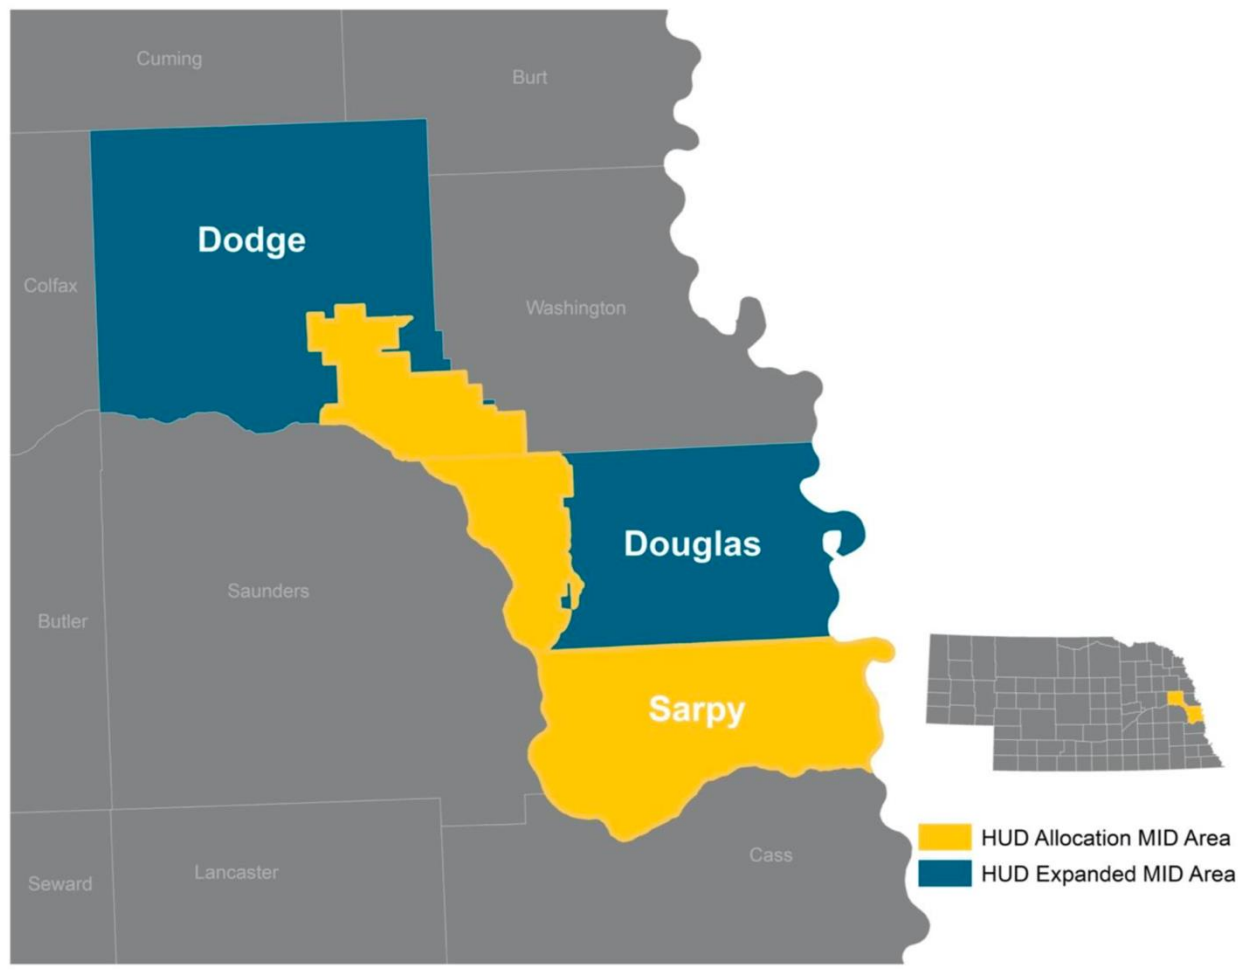 Cuming
Burt
Dodge
Colfax
Washington
Douglas
Saunders
Butler
Sarpy
HUD Allocation MID Area
HUD Expanded MID Area
Cass
Lancaster
Seward